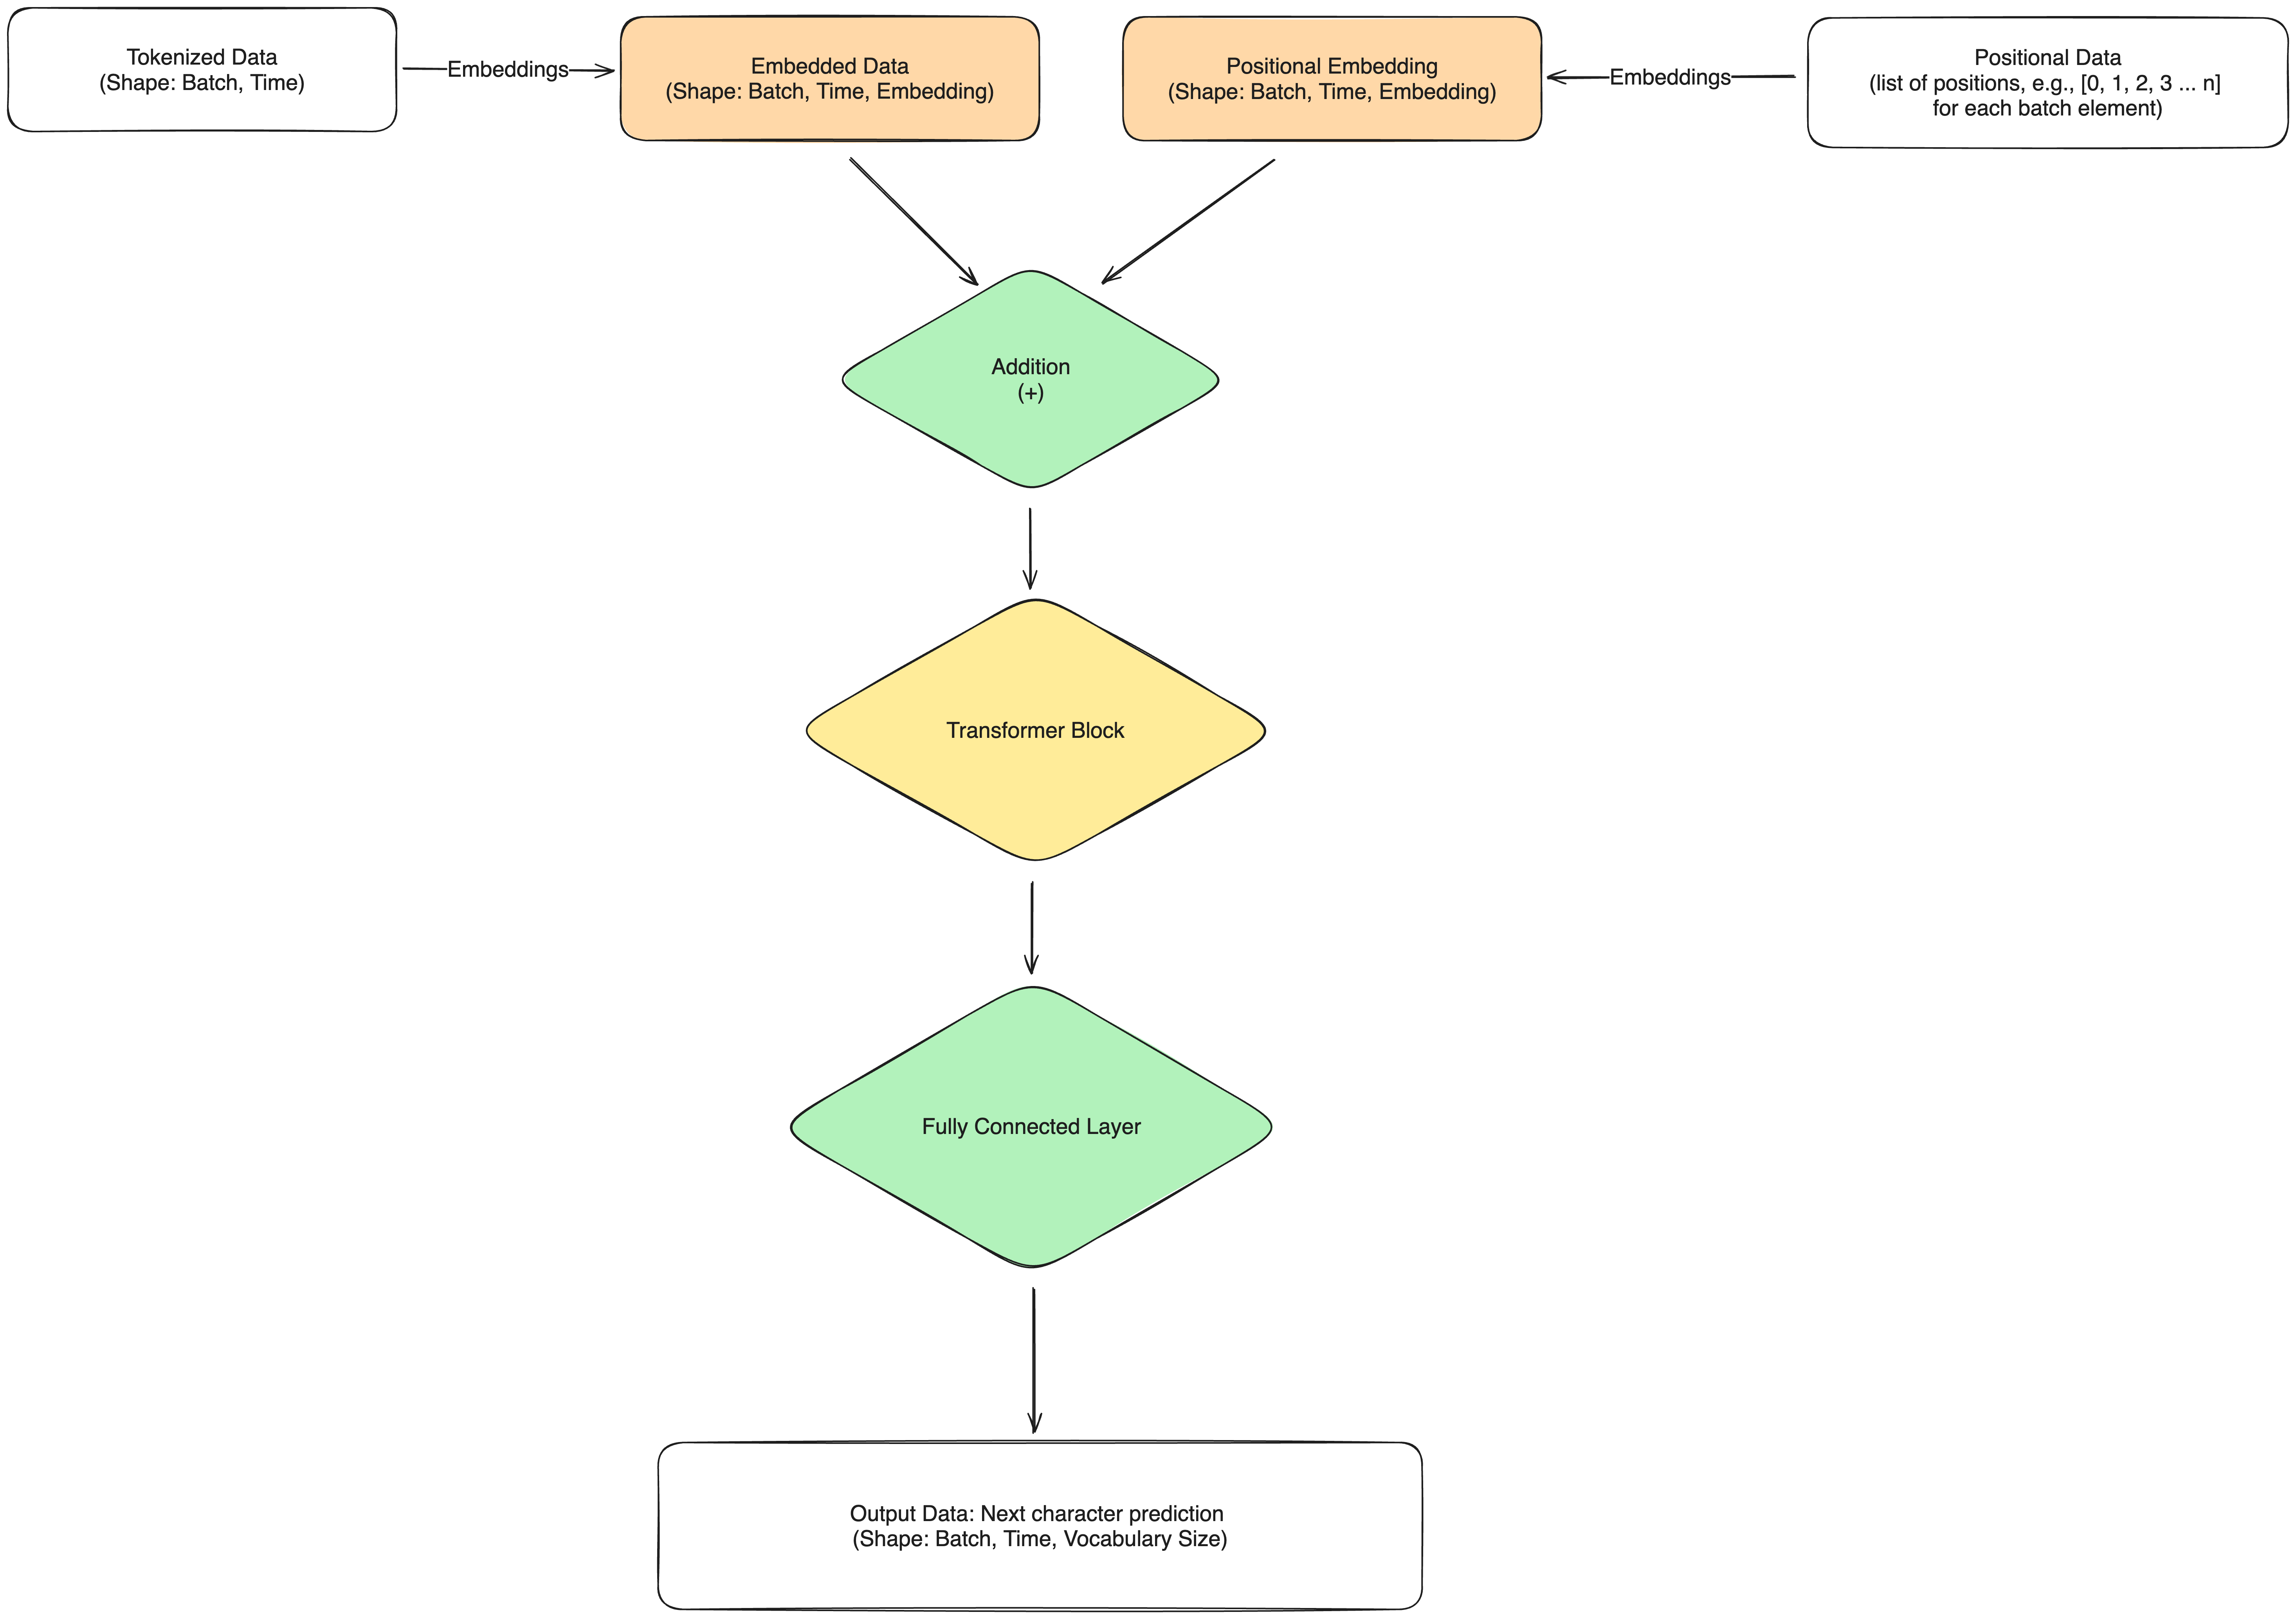 Tokenized Data
(Shape: Batch, Time)
Embeddings
Embedded Data
(Shape: Batch, Time, Embedding)
Positional Embedding
(Shape: Batch, Time, Embedding)
Embeddings
Positional Data
(list of positions, e.g., [0, 1, 2, 3 ... n]
for each batch element)
Addition
(+)
Transformer Block
Fully Connected Layer
Output Data: Next character prediction
(Shape: Batch, Time, Vocabulary Size)